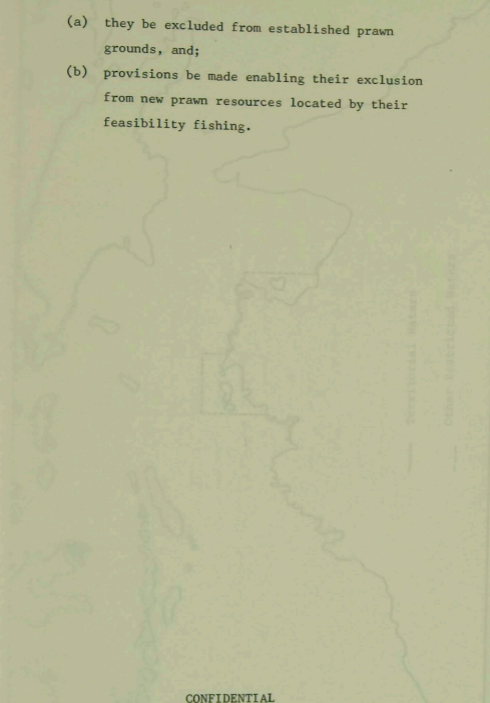 (a) they be excluded from established prawn
grounds, and;
(b) provisions be made enabling their exclusion
from new prawn resources located by their
feasibility fishing.
CONFIDENTIAL